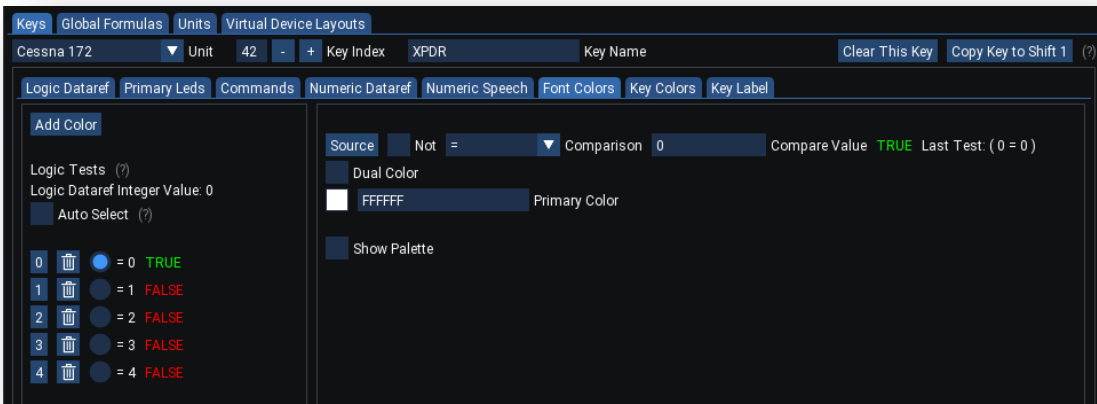 Keys Global Formulas Units Virtual Device Layouts
Cessna 172 Unit 42 - + Key Index XPDR Key Name Clear This Key Copy Key to Shift 1 (?)
Logic Dataref Primary Leds Commands Numeric Dataref Numeric Speech Font Colors Key Colors Key Label
Add Color
Logic Tests (?)
Logic Dataref Integer Value: 0
Auto Select (?)
0 = 0 TRUE
1 = 1 FALSE
2 = 2 FALSE
3 = 3 FALSE
4 = 4 FALSE
Source Not = Comparison 0 Compare Value TRUE Last Test: ( 0 = 0 )
Dual Color
FFFFFF Primary Color
Show Palette